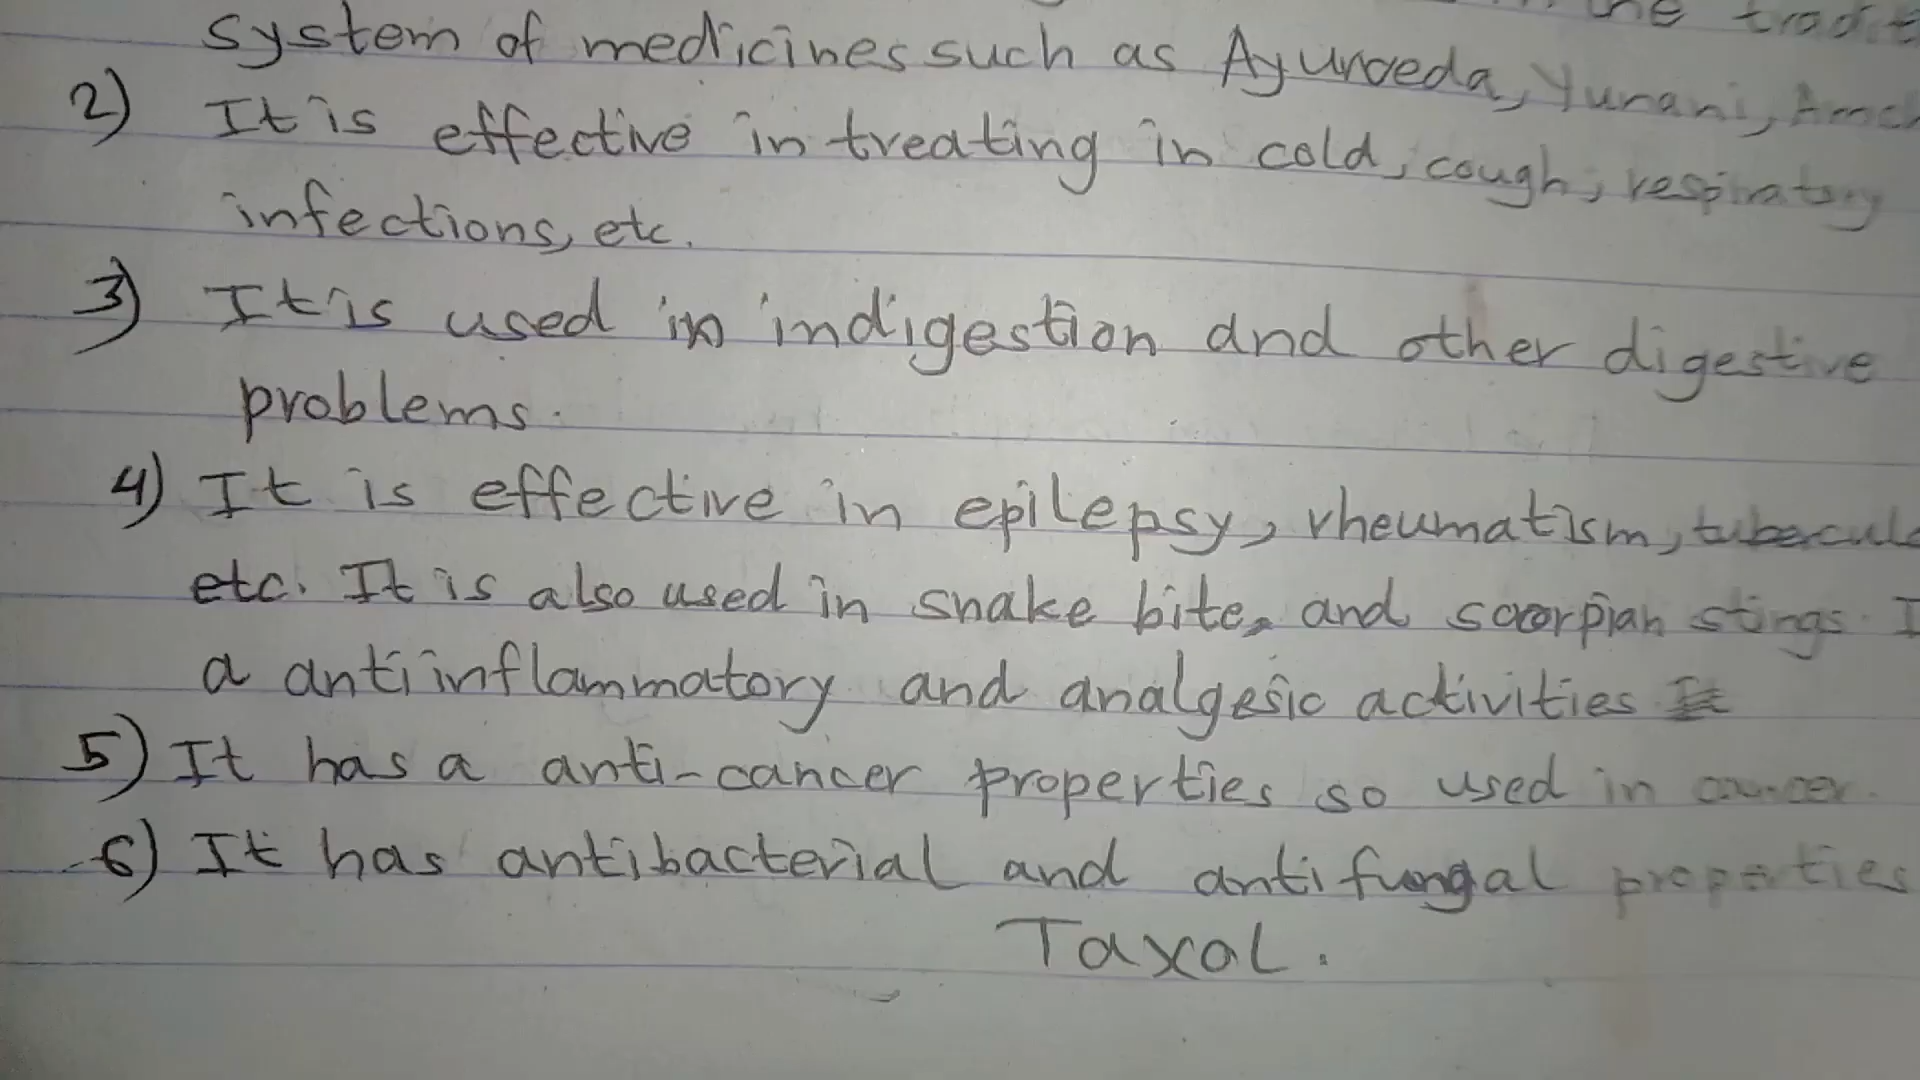 the
system of medicines such as Ayurveda, Yunani,
2) It is effective in treating in cold, cough, respiratory
infections, etc.
3) It is used in indigestion and other digestive
problems.
4) It is effective in epilepsy, rheumatism,
etc. It is also used in snake bite, and scorpian stings. I
a antiinflammatory and analgesic activities
5) It has a anti-cancer properties so used in cancer.
6) It has antibacterial and antifungal properties
Taxol.